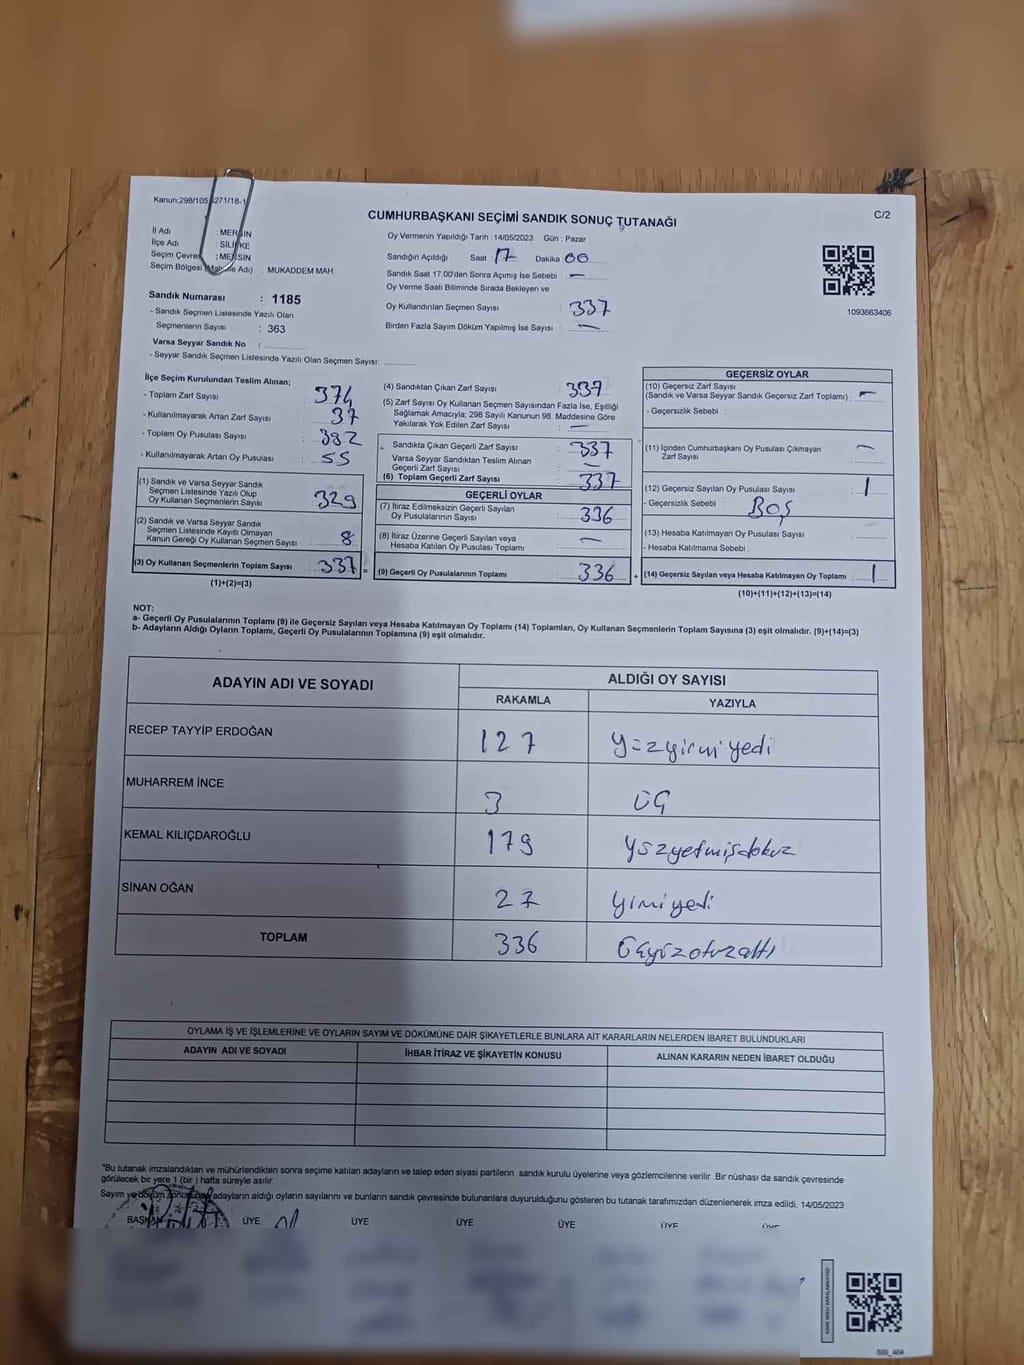 Kanun;298/105 271/18-1
CUMHURBAŞKANI SEÇİMİ SANDIK SONUÇ TUTANAĞI
C/2
İl Adı : MERSİN
İlçe Adı : SİLİFKE
Seçim Çevresi : MERSİN
Seçim Bölgesi (Mahalle Adı) : MUKADDEM MAH.
Oy Vermenin Yapıldığı Tarih : 14/05/2023 Gün : Pazar
Sandığın Açıldığı Saat 17 Dakika 00
Sandık Saat 17:00'den Sonra Açılmış İse Sebebi : —
Oy Verme Saati Bitiminde Sırada Bekleyen ve
Oy Kullandırılan Seçmen Sayısı : 337
Birden Fazla Sayım Döküm Yapılmış İse Sayısı : —
1093663406
Sandık Numarası : 1185
- Sandık Seçmen Listesinde Yazılı Olan
Seçmenlerin Sayısı : 363
Varsa Seyyar Sandık No :
- Seyyar Sandık Seçmen Listesinde Yazılı Olan Seçmen Sayısı:
İlçe Seçim Kurulundan Teslim Alınan;
- Toplam Zarf Sayısı : 374
- Kullanılmayarak Artan Zarf Sayısı : 37
- Toplam Oy Pusulası Sayısı : 392
- Kullanılmayarak Artan Oy Pusulası : 55
(1) Sandık ve Varsa Seyyar Sandık
Seçmen Listesinde Yazılı Olup
Oy Kullanan Seçmenlerin Sayısı : 329
(2) Sandık ve Varsa Seyyar Sandık
Seçmen Listesinde Kayıtlı Olmayan
Kanun Gereği Oy Kullanan Seçmen Sayısı : 8
(3) Oy Kullanan Seçmenlerin Toplam Sayısı : 337
(1)+(2)=(3)
(4) Sandıktan Çıkan Zarf Sayısı : 337
(5) Zarf Sayısı Oy Kullanan Seçmen Sayısından Fazla İse, Eşitliği
Sağlamak Amacıyla; 298 Sayılı Kanunun 98. Maddesine Göre
Yakılarak Yok Edilen Zarf Sayısı : —
Sandıkta Çıkan Geçerli Zarf Sayısı : 337
Varsa Seyyar Sandıktan Teslim Alınan
Geçerli Zarf Sayısı : —
(6) Toplam Geçerli Zarf Sayısı : 337
GEÇERLİ OYLAR
(7) İtiraz Edilmeksizin Geçerli Sayılan
Oy Pusulalarının Sayısı : 336
(8) İtiraz Üzerine Geçerli Sayılan veya
Hesaba Katılan Oy Pusulası Toplamı : —
(9) Geçerli Oy Pusulalarının Toplamı : 336
GEÇERSİZ OYLAR
(10) Geçersiz Zarf Sayısı
(Sandık ve Varsa Seyyar Sandık Geçersiz Zarf Toplamı) : —
- Geçersizlik Sebebi :
(11) İçinden Cumhurbaşkanı Oy Pusulası Çıkmayan
Zarf Sayısı : —
(12) Geçersiz Sayılan Oy Pusulası Sayısı : 1
- Geçersizlik Sebebi : BOŞ
(13) Hesaba Katılmayan Oy Pusulası Sayısı :
- Hesaba Katılmama Sebebi :
(14) Geçersiz Sayılan veya Hesaba Katılmayan Oy Toplamı : 1
(10)+(11)+(12)+(13)=(14)
NOT:
a- Geçerli Oy Pusulalarının Toplamı (9) ile Geçersiz Sayılan veya Hesaba Katılmayan Oy Toplamı (14) Toplamları, Oy Kullanan Seçmenlerin Toplam Sayısına (3) eşit olmalıdır. (9)+(14)=(3)
b- Adayların Aldığı Oyların Toplamı, Geçerli Oy Pusulalarının Toplamına (9) eşit olmalıdır.
ADAYIN ADI VE SOYADI
ALDIĞI OY SAYISI
RAKAMLA YAZIYLA
RECEP TAYYİP ERDOĞAN 127 Yüzyirmiyedi
MUHARREM İNCE 3 ÜÇ
KEMAL KILIÇDAROĞLU 179 Yüzyetmişdokuz
SİNAN OĞAN 27 Yimiyedi
TOPLAM 336 Üçyüzotuzaltı
OYLAMA İŞ VE İŞLEMLERİNE VE OYLARIN SAYIM VE DÖKÜMÜNE DAİR ŞİKAYETLERLE BUNLARA AİT KARARLARIN NELERDEN İBARET BULUNDUKLARI
ADAYIN ADI VE SOYADI İHBAR İTİRAZ VE ŞİKAYETİN KONUSU ALINAN KARARIN NEDEN İBARET OLDUĞU
"Bu tutanak imzalandıktan ve mühürlendikten sonra seçime katılan adayların ve talep eden siyasi partilerin sandık kurulu üyelerine veya gözlemcilerine verilir. Bir nüshası da sandık çevresinde
görülecek bir yere 1 (bir) hafta süreyle asılır.
Sayım ve döküm sonucunda adayların aldığı oyların sayılarını ve bunların sandık çevresinde bulunanlara duyurulduğunu gösteren bu tutanak tarafımızdan düzenlenerek imza edildi. 14/05/2023
BAŞKAN ÜYE ÜYE ÜYE ÜYE ÜYE ÜYE